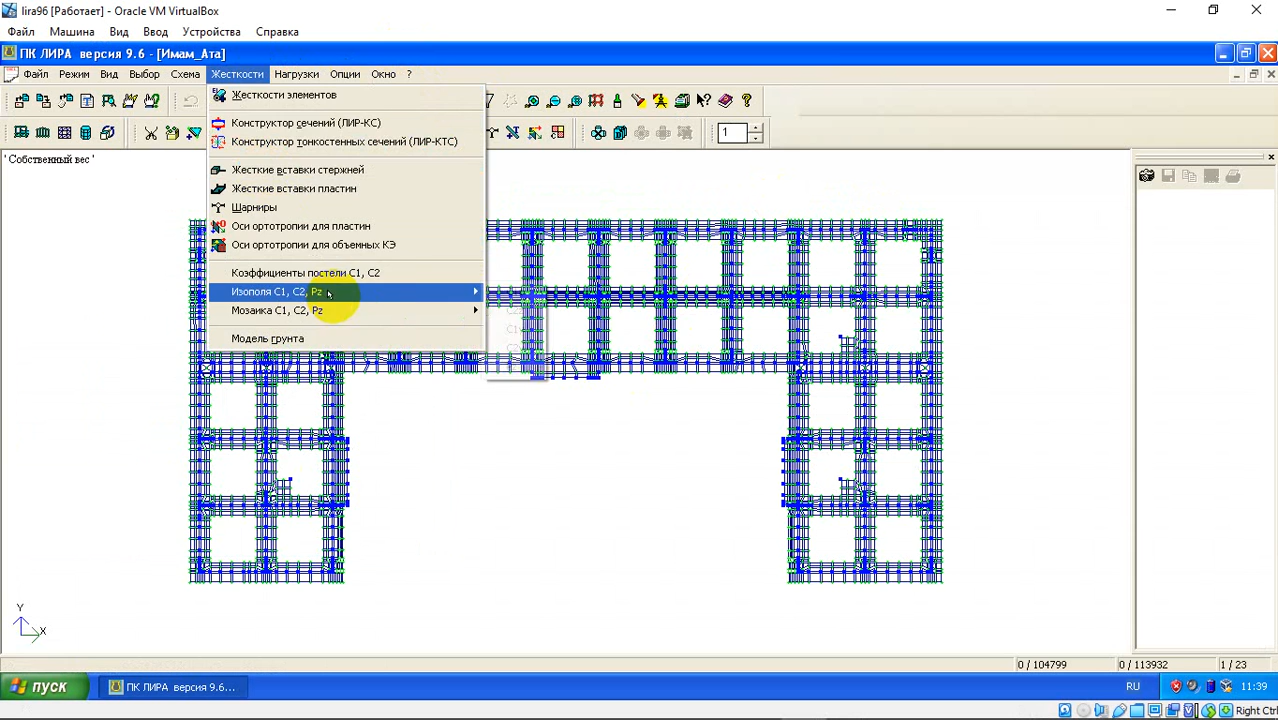 lira96 [Работает] - Oracle VM VirtualBox
Файл Машина Вид Ввод Устройства Справка
ПК ЛИРА версия 9.6 - [Имам_Ата]
Файл Режим Вид Выбор Схема Жесткости Нагрузки Опции Окно ?
Жесткости элементов
Конструктор сечений (ЛИР-КС)
1
Конструктор тонкостенных сечений (ЛИР-КТС)
' Собственный вес '
Жесткие вставки стержней
Жесткие вставки пластин
Шарниры
Оси ортотропии для пластин
Оси ортотропии для объемных КЭ
Коэффициенты постели С1, С2
Изополя С1, С2, Pz
Мозаика С1, С2, Pz
Модель грунта
Y
X
0 / 104799 0 / 113932 1 / 23
пуск ПК ЛИРА версия 9.6... RU 11:39
Right Ctrl